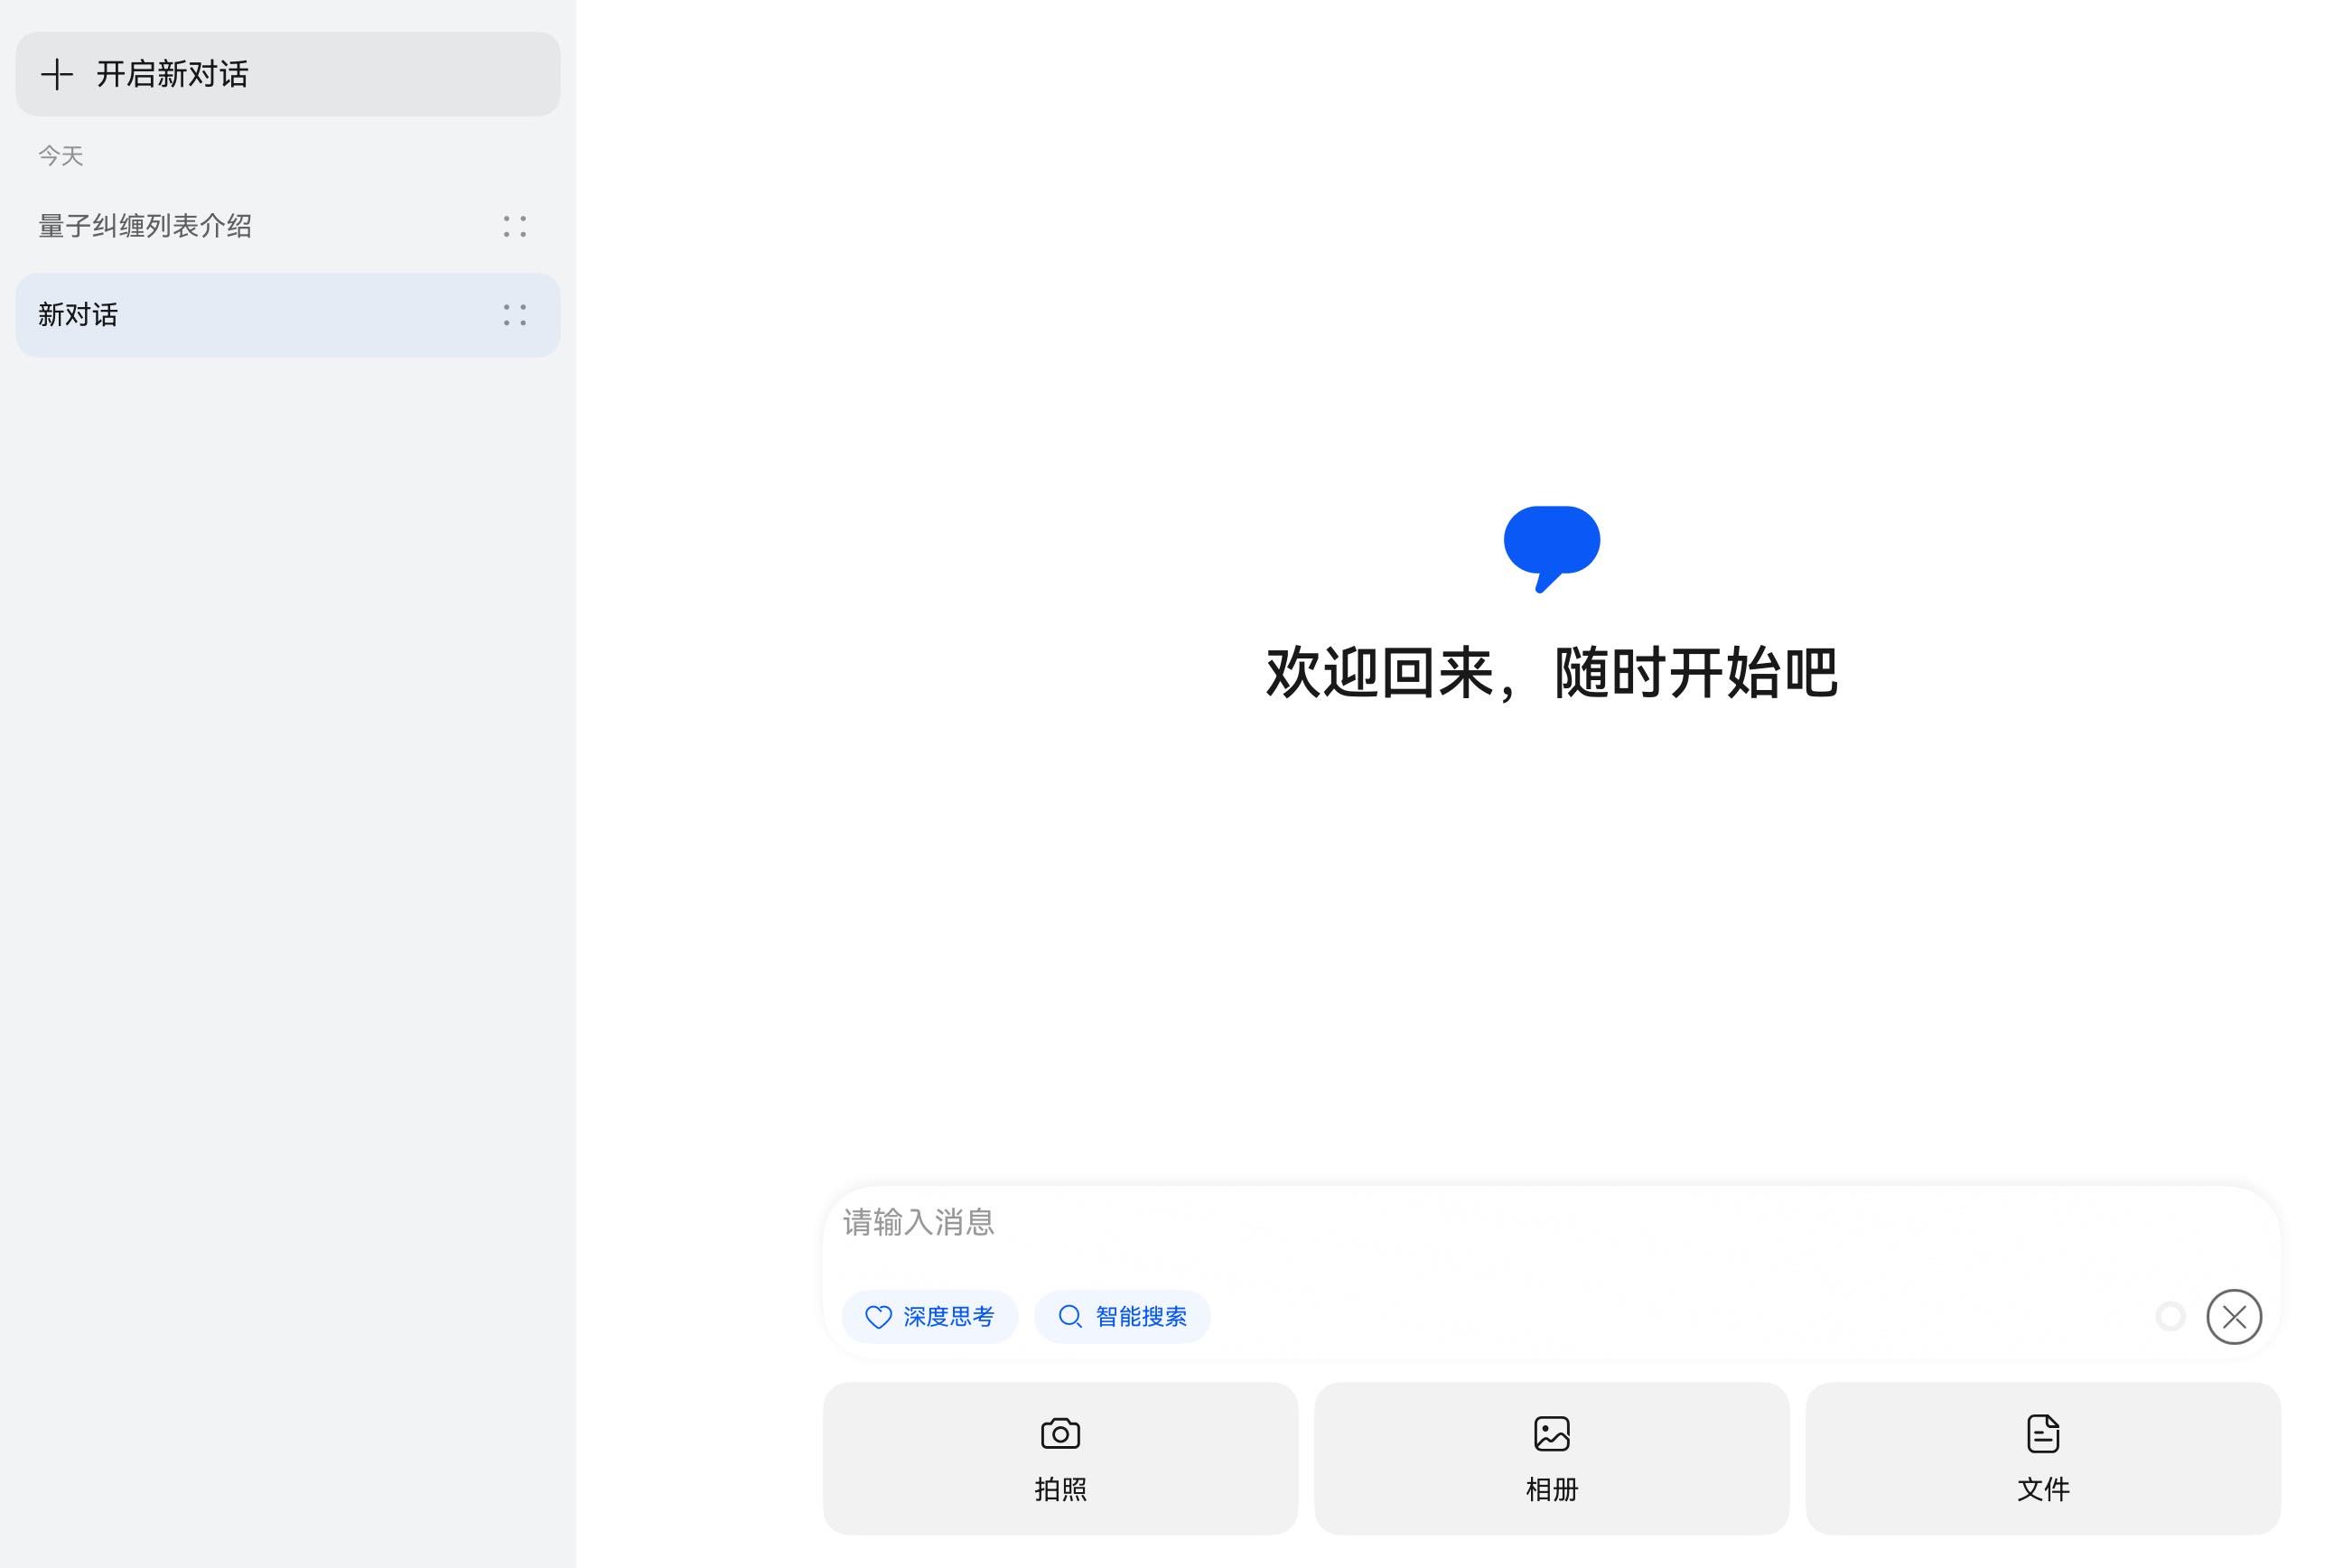 开启新对话
今天
量子纠缠列表介绍
新对话
欢迎回来，随时开始吧
请输入消息
深度思考
智能搜索
拍照
相册
文件